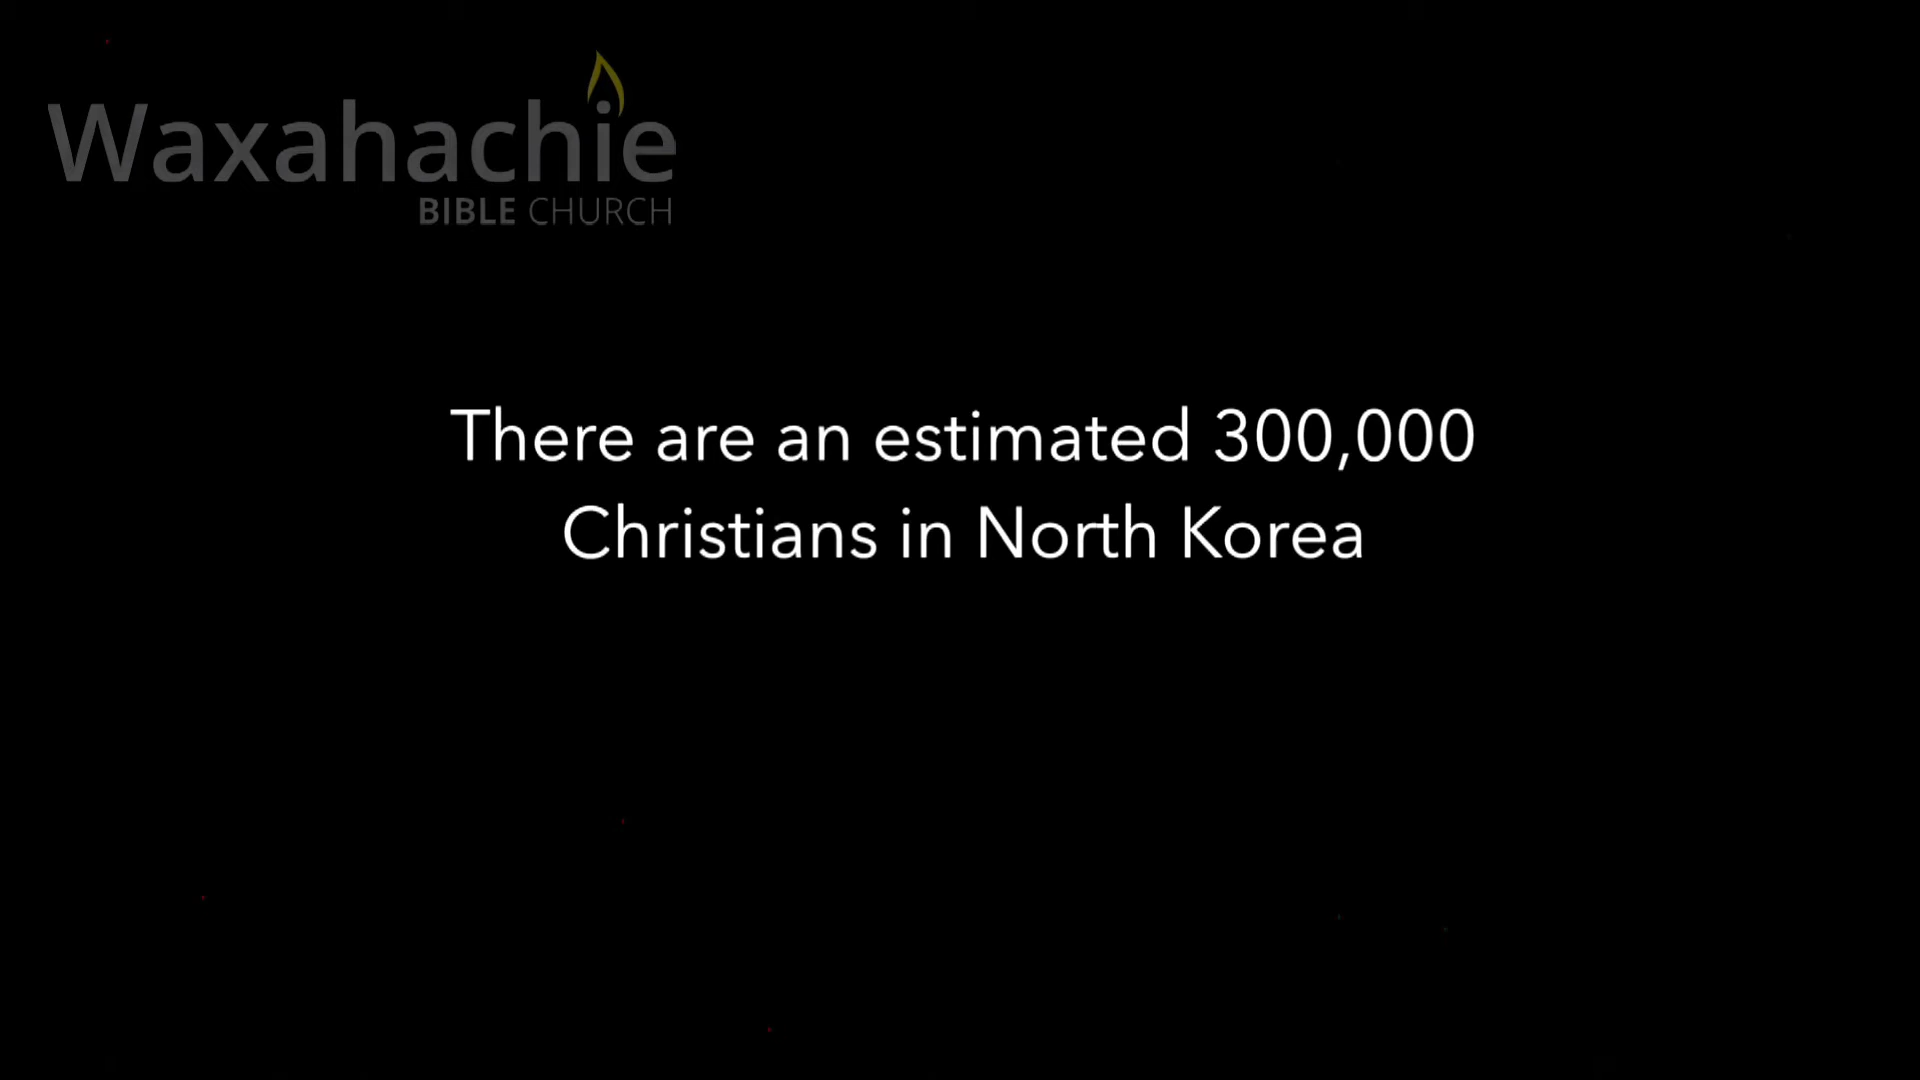 Waxahachie
BIBLE CHURCH
There are an estimated 300,000
Christians in North Korea